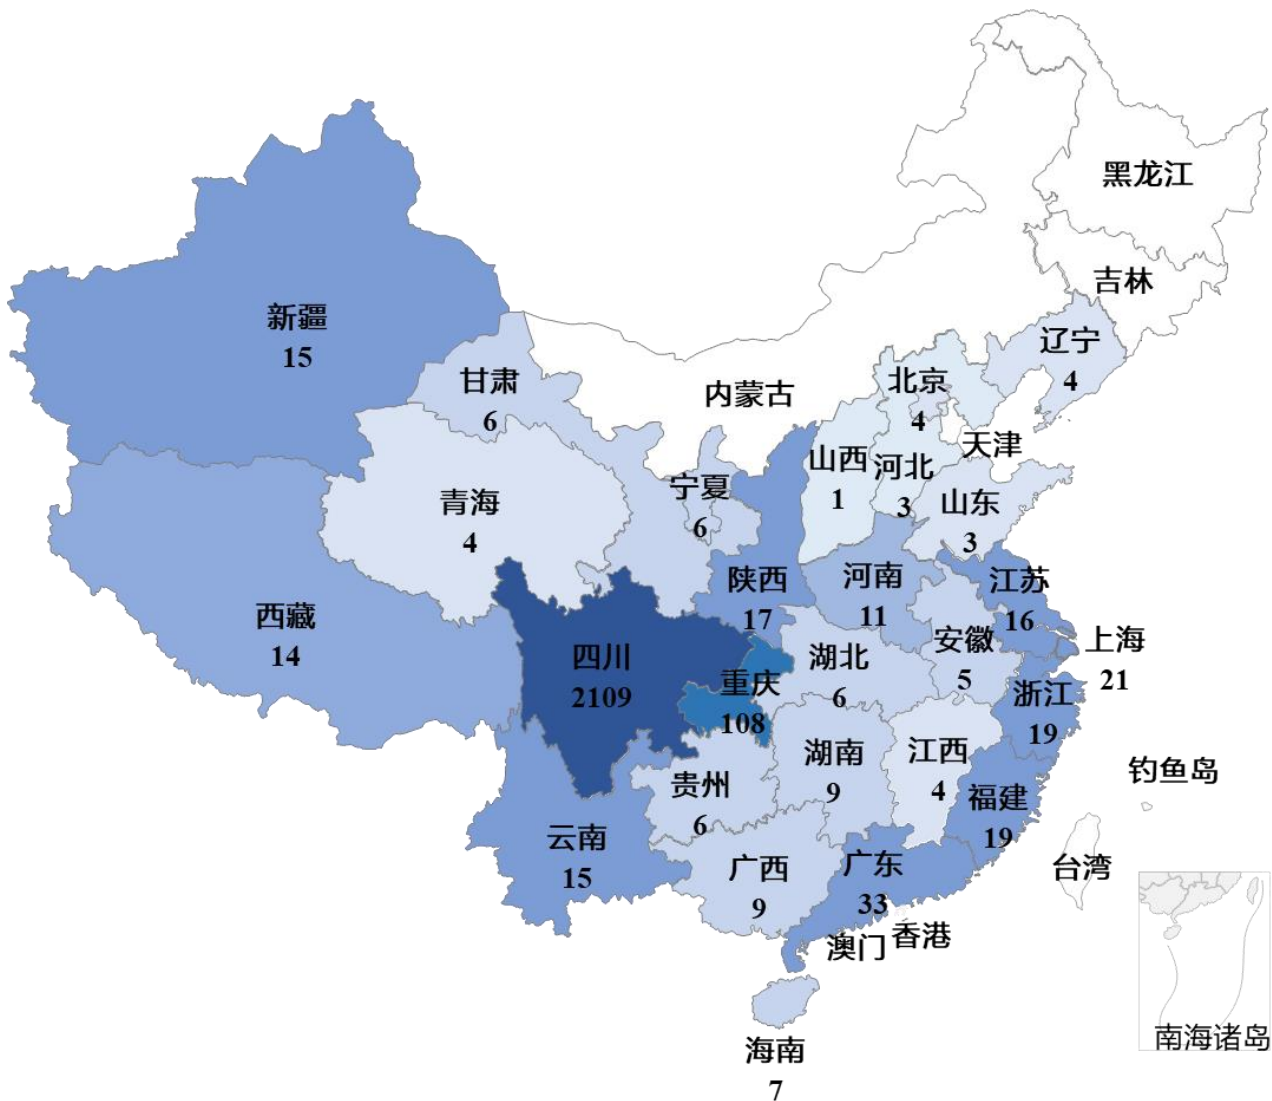 黑龙江
吉林
辽宁
4
新疆
15
甘肃
6
内蒙古
北京
4
天津
山西
1
河北
3
宁夏
6
青海
4
山东
3
陕西
17
河南
11
江苏
16
西藏
14
四川
2109
重庆
108
湖北
6
安徽
5
上海
21
浙江
19
湖南
9
江西
4
钓鱼岛
贵州
6
福建
19
云南
15
广西
9
广东
33
台湾
澳门
香港
南海诸岛
海南
7